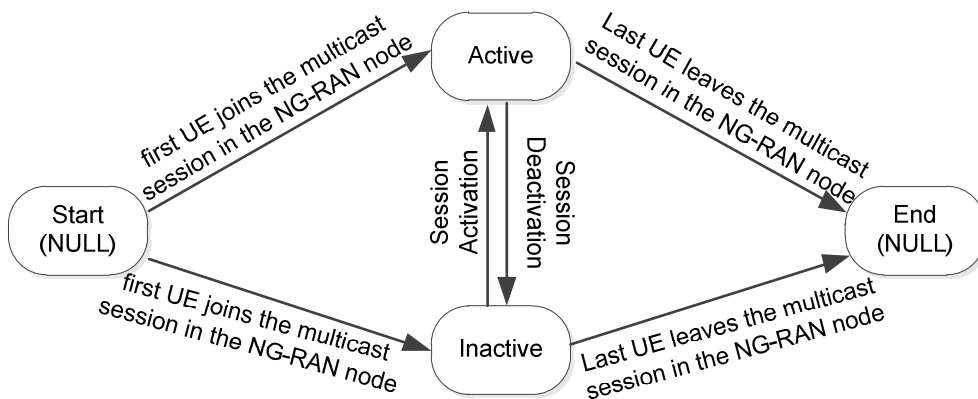 Active
first UE joins the multicast
session in the NG-RAN node
Last UE leaves the multicast
session in the NG-RAN node
Start
(NULL)
Session
Activation
Session
Deactivation
End
(NULL)
first UE joins the multicast
session in the NG-RAN node
Inactive
Last UE leaves the multicast
session in the NG-RAN node